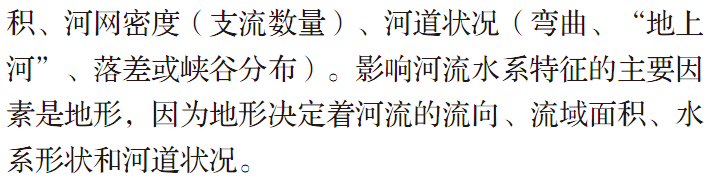 积、河网密度（支流数量）、河道状况（弯曲、“地上
河”、落差或峡谷分布）。影响河流水系特征的主要因
素是地形，因为地形决定着河流的流向、流域面积、水
系形状和河道状况。